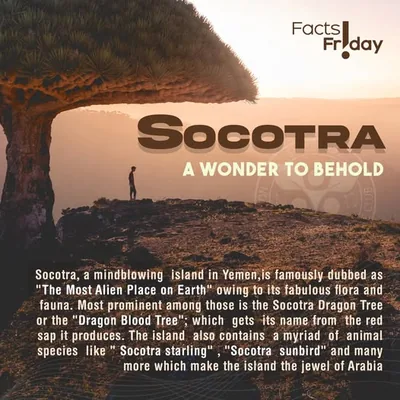 Facts
Fr!day
SOCOTRA
A WONDER TO BEHOLD
Socotra, a mindblowing island in Yemen,is famously dubbed as
"The Most Alien Place on Earth" owing to its fabulous flora and
fauna. Most prominent among those is the Socotra Dragon Tree
or the "Dragon Blood Tree"; which gets its name from the red
sap it produces. The island also contains a myriad of animal
species like " Socotra starling" , "Socotra sunbird" and many
more which make the island the jewel of Arabia